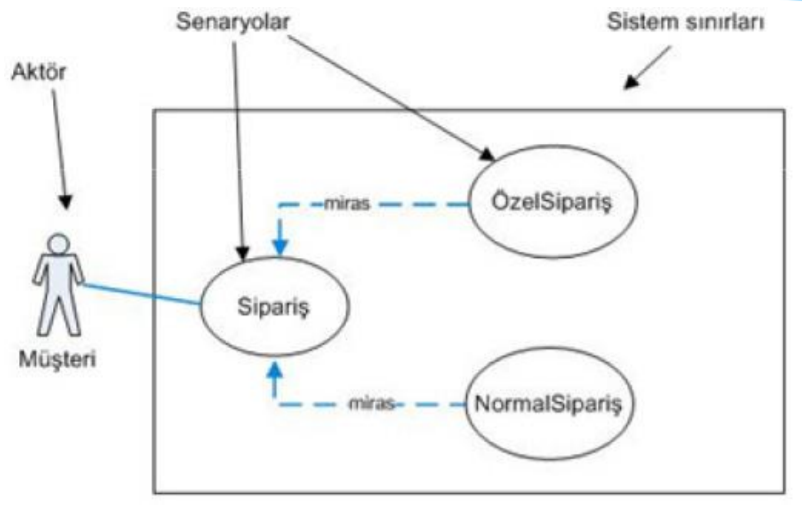 Senaryolar
Sistem sınırları
Aktör
miras
ÖzelSipariş
Sipariş
Müşteri
miras
NormalSipariş